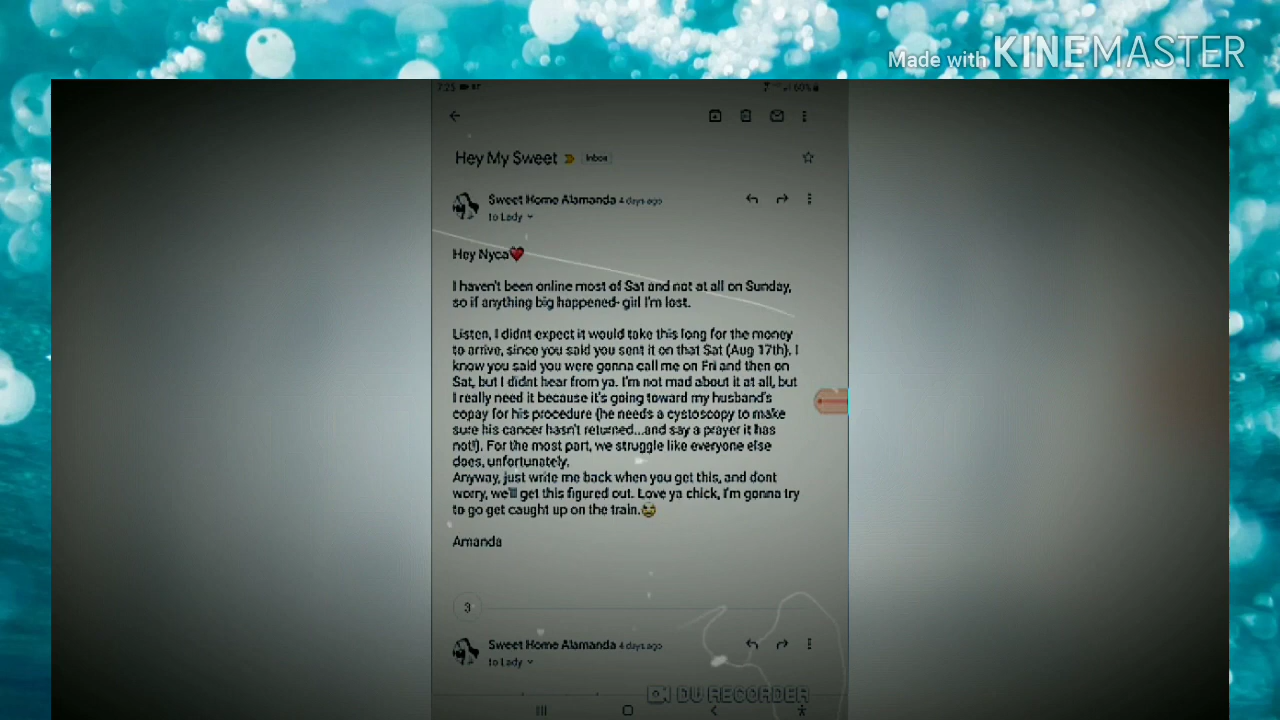 Made with KINEMASTER
7:25
60%
Hey My Sweet Inbox
Sweet Home Alamanda 4 days ago
to Lady
Hey Nyca❤️
I haven't been online most of Sat and not at all on Sunday,
so if anything big happened- girl I'm lost.
Listen, I didnt expect it would take this long for the money
to arrive, since you said you sent it on that Sat (Aug 17th). I
know you said you were gonna call me on Fri and then on
Sat, but I didnt hear from ya. I'm not mad about it at all, but
I really need it because it's going toward my husband's
copay for his procedure (he needs a cystoscopy to make
sure his cancer hasn't returned...and say a prayer it has
not!). For the most part, we struggle like everyone else
does, unfortunately.
Anyway, just write me back when you get this, and dont
worry, we'll get this figured out. Love ya chick, I'm gonna try
to go get caught up on the train.
Amanda
3
Sweet Home Alamanda 4 days ago
to Lady
DU RECORDER